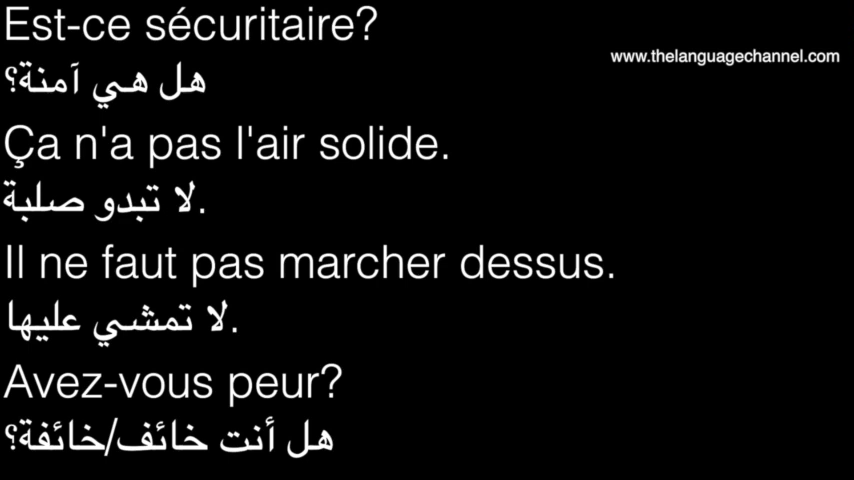 Est-ce sécuritaire?
www.thelanguagechannel.com
هل هي آمنة؟
Ça n'a pas l'air solide.
لا تبدو صلبة.
Il ne faut pas marcher dessus.
لا تمشي عليها.
Avez-vous peur?
هل أنت خائف/خائفة؟